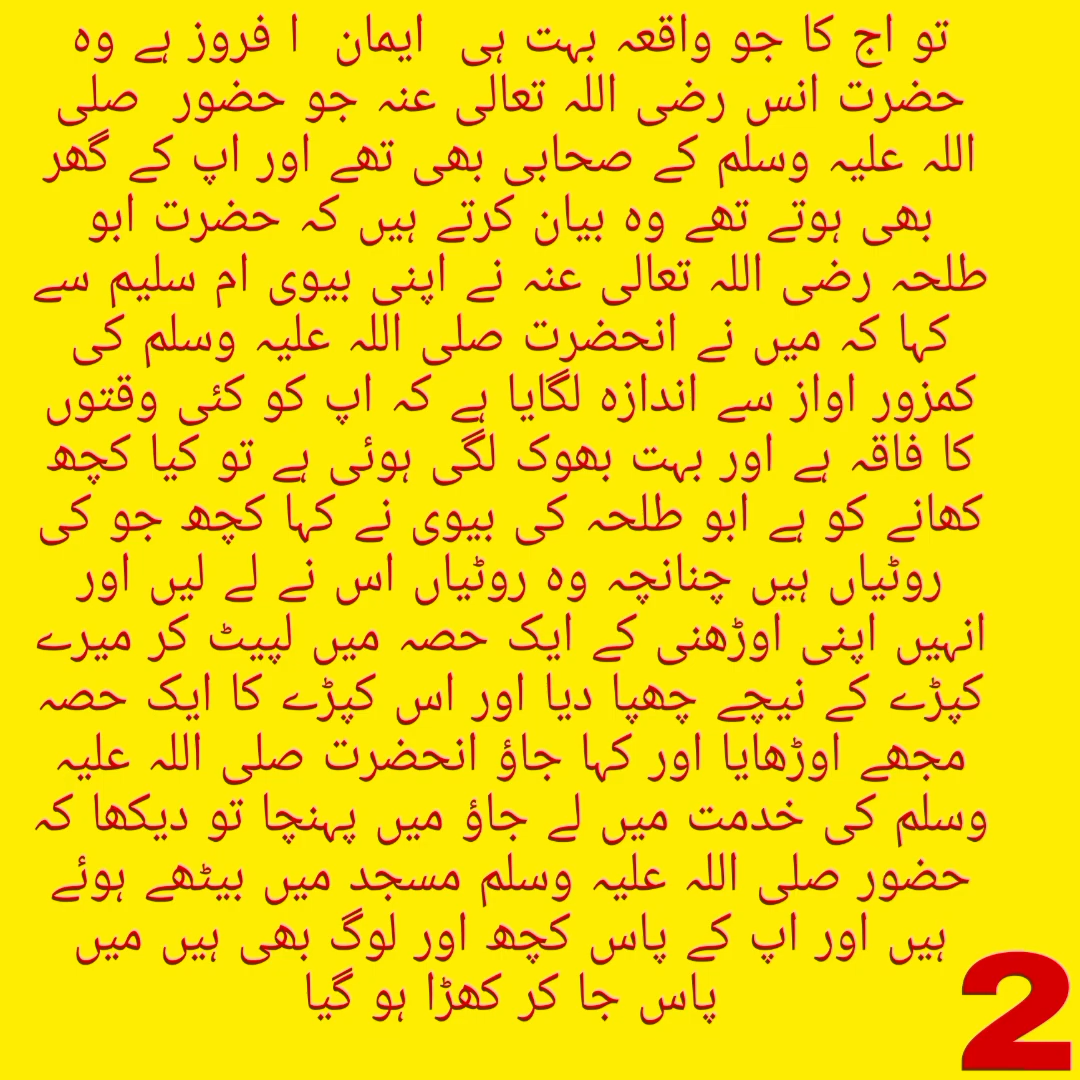 تو اج کا جو واقعہ بہت ہی ایمان ا فروز ہے وہ
حضرت انس رضی اللہ تعالی عنہ جو حضور صلی
اللہ علیہ وسلم کے صحابی بھی تھے اور اپ کے گھر
بھی ہوتے تھے وہ بیان کرتے ہیں کہ حضرت ابو
طلحہ رضی اللہ تعالی عنہ نے اپنی بیوی ام سلیم سے
کہا کہ میں نے انحضرت صلی اللہ علیہ وسلم کی
کمزور اواز سے اندازہ لگایا ہے کہ اپ کو کئی وقتوں
کا فاقہ ہے اور بہت بھوک لگی ہوئی ہے تو کیا کچھ
کھانے کو ہے ابو طلحہ کی بیوی نے کہا کچھ جو کی
روٹیاں ہیں چنانچہ وہ روٹیاں اس نے لے لیں اور
انہیں اپنی اوڑھنی کے ایک حصہ میں لپیٹ کر میرے
کپڑے کے نیچے چھپا دیا اور اس کپڑے کا ایک حصہ
مجھے اوڑھایا اور کہا جاؤ انحضرت صلی اللہ علیہ
وسلم کی خدمت میں لے جاؤ میں پہنچا تو دیکھا کہ
حضور صلی اللہ علیہ وسلم مسجد میں بیٹھے ہوئے
ہیں اور اپ کے پاس کچھ اور لوگ بھی ہیں میں
پاس جا کر کھڑا ہو گیا
2